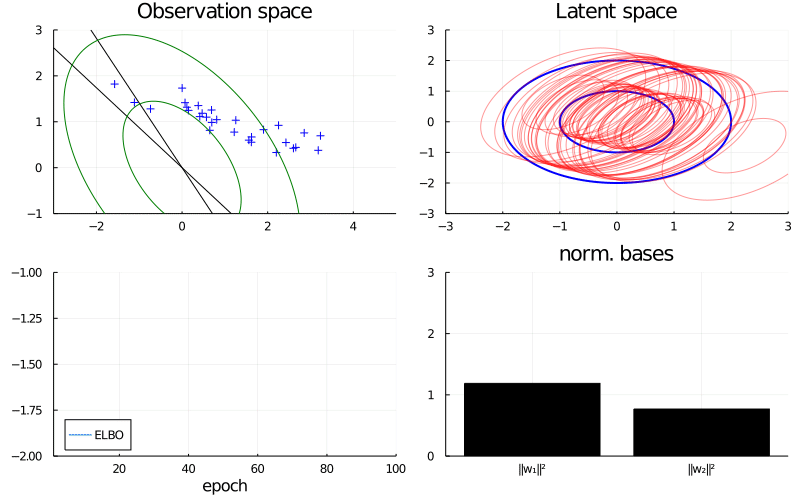 Observation space
3
2
1
0
−1
−2 0 2 4
Latent space
3
2
1
0
−1
−2
−3
−3 −2 −1 0 1 2 3
−1.00
−1.25
−1.50
−1.75
−2.00
ELBO
20 40 60 80 100
epoch
norm. bases
3
2
1
0
‖w₁‖² ‖w₂‖²